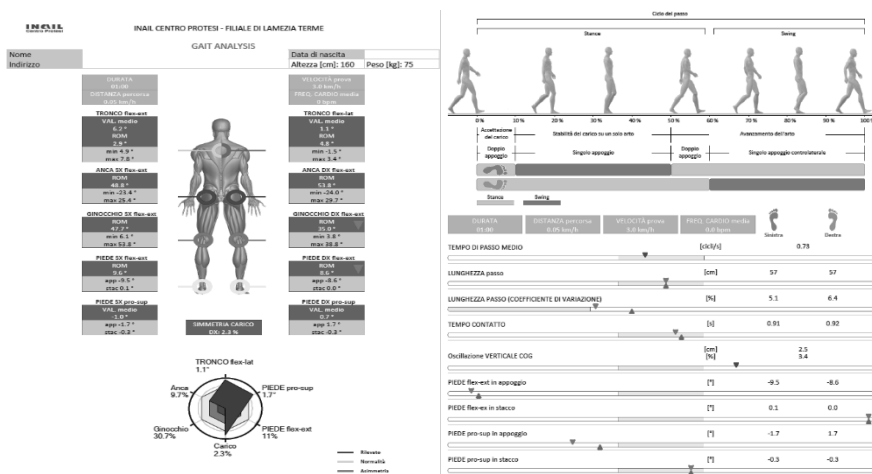 INAIL
Centro Protesi
INAIL CENTRO PROTESI - FILIALE DI LAMEZIA TERME
GAIT ANALYSIS
Nome
Data di nascita
Indirizzo
Altezza [cm]: 160 Peso [kg]: 75
DURATA
01:00
DISTANZA percorsa
0.05 km/h
VELOCITÀ prova
3.0 km/h
FREQ. CARDIO media
0 bpm
TRONCO flex-ext
VAL. medio
6.2 °
ROM
2.9 °
min 4.9 °
max 7.8 °
TRONCO flex-lat
VAL. medio
1.1 °
ROM
4.8 °
min -1.5 °
max 3.4 °
ANCA SX flex-ext
ROM
48.8 °
min -23.4 °
max 25.4 °
ANCA DX flex-ext
ROM
53.8 °
min -24.0 °
max 29.7 °
GINOCCHIO SX flex-ext
ROM
47.7 °
min 6.1 °
max 53.8 °
GINOCCHIO DX flex-ext
ROM
35.0 °
min 3.8 °
max 38.8 °
PIEDE SX flex-ext
ROM
9.6 °
app -9.5 °
stac 0.1 °
PIEDE DX flex-ext
ROM
8.6 °
app -8.6 °
stac 0.0 °
PIEDE SX pro-sup
VAL. medio
-1.0 °
app -1.7 °
stac -0.3 °
SIMMETRIA CARICO
DX: 2.3 %
PIEDE DX pro-sup
VAL. medio
0.7 °
app 1.7 °
stac -0.3 °
TRONCO flex-lat
1.1°
Anca
9.7%
PIEDE pro-sup
1.7°
Ginocchio
30.7%
PIEDE flex-ext
11%
Carico
2.3%
Rilevato
Normalità
Asimmetria
Ciclo del passo
Stance
Swing
0% 10% 20% 30% 40% 50% 60% 70% 80% 90% 100%
Accettazione del carico
Stabilità del carico su un solo arto
Avanzamento dell'arto
Doppio appoggio
Singolo appoggio
Doppio appoggio
Singolo appoggio controlaterale
Stance
Swing
DURATA
01:00
DISTANZA percorsa
0.05 km/h
VELOCITÀ prova
3.0 km/h
FREQ. CARDIO media
0.0 bpm
Sinistra
Destra
TEMPO DI PASSO MEDIO [cicli/s] 0.73
LUNGHEZZA passo [cm] 57 57
LUNGHEZZA PASSO (COEFFICIENTE DI VARIAZIONE) [%] 5.1 6.4
TEMPO CONTATTO [s] 0.91 0.92
Oscillazione VERTICALE COG [cm] 2.5
[%] 3.4
PIEDE flex-ext in appoggio [°] -9.5 -8.6
PIEDE flex-ex in stacco [°] 0.1 0.0
PIEDE pro-sup in appoggio [°] -1.7 1.7
PIEDE pro-sup in stacco [°] -0.3 -0.3